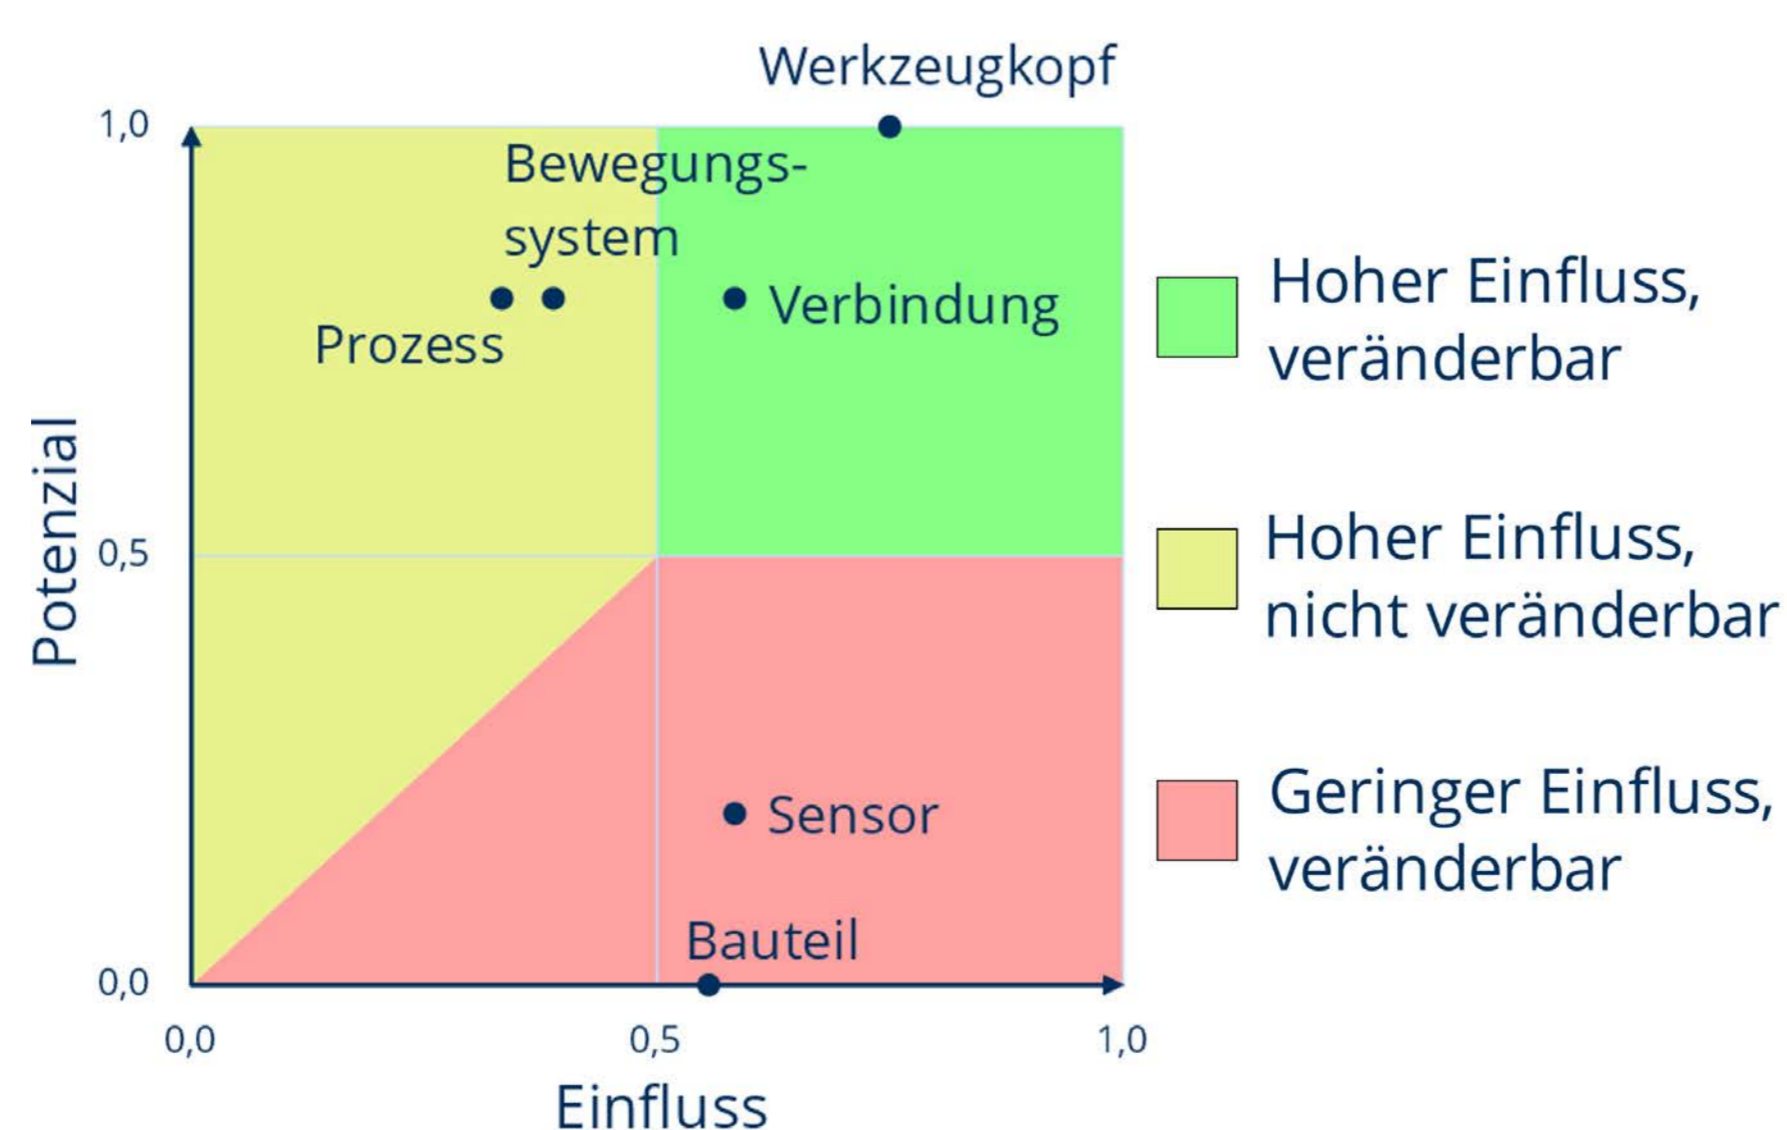 Werkzeugkopf
1,0
Bewegungs-
system
Verbindung
Prozess
Potenzial
0,5
Sensor
Bauteil
0,0
0,0
0,5
1,0
Einfluss
Hoher Einfluss,
veränderbar
Hoher Einfluss,
nicht veränderbar
Geringer Einfluss,
veränderbar